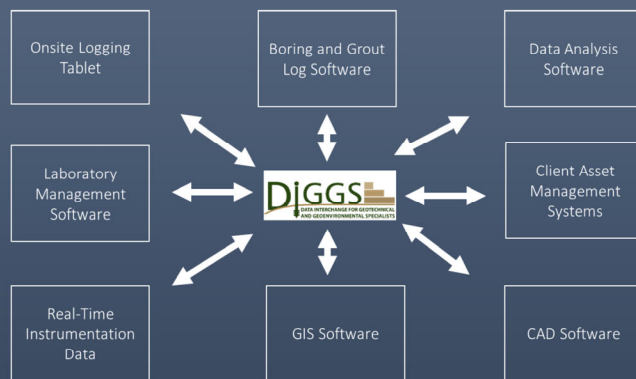 Onsite Logging
Tablet
Boring and Grout
Log Software
Data Analysis
Software
Laboratory
Management
Software
DIGGS
DATA INTERCHANGE FOR GEOTECHNICAL
AND GEOENVIRONMENTAL SPECIALISTS
Client Asset
Management
Systems
Real-Time
Instrumentation
Data
GIS Software
CAD Software